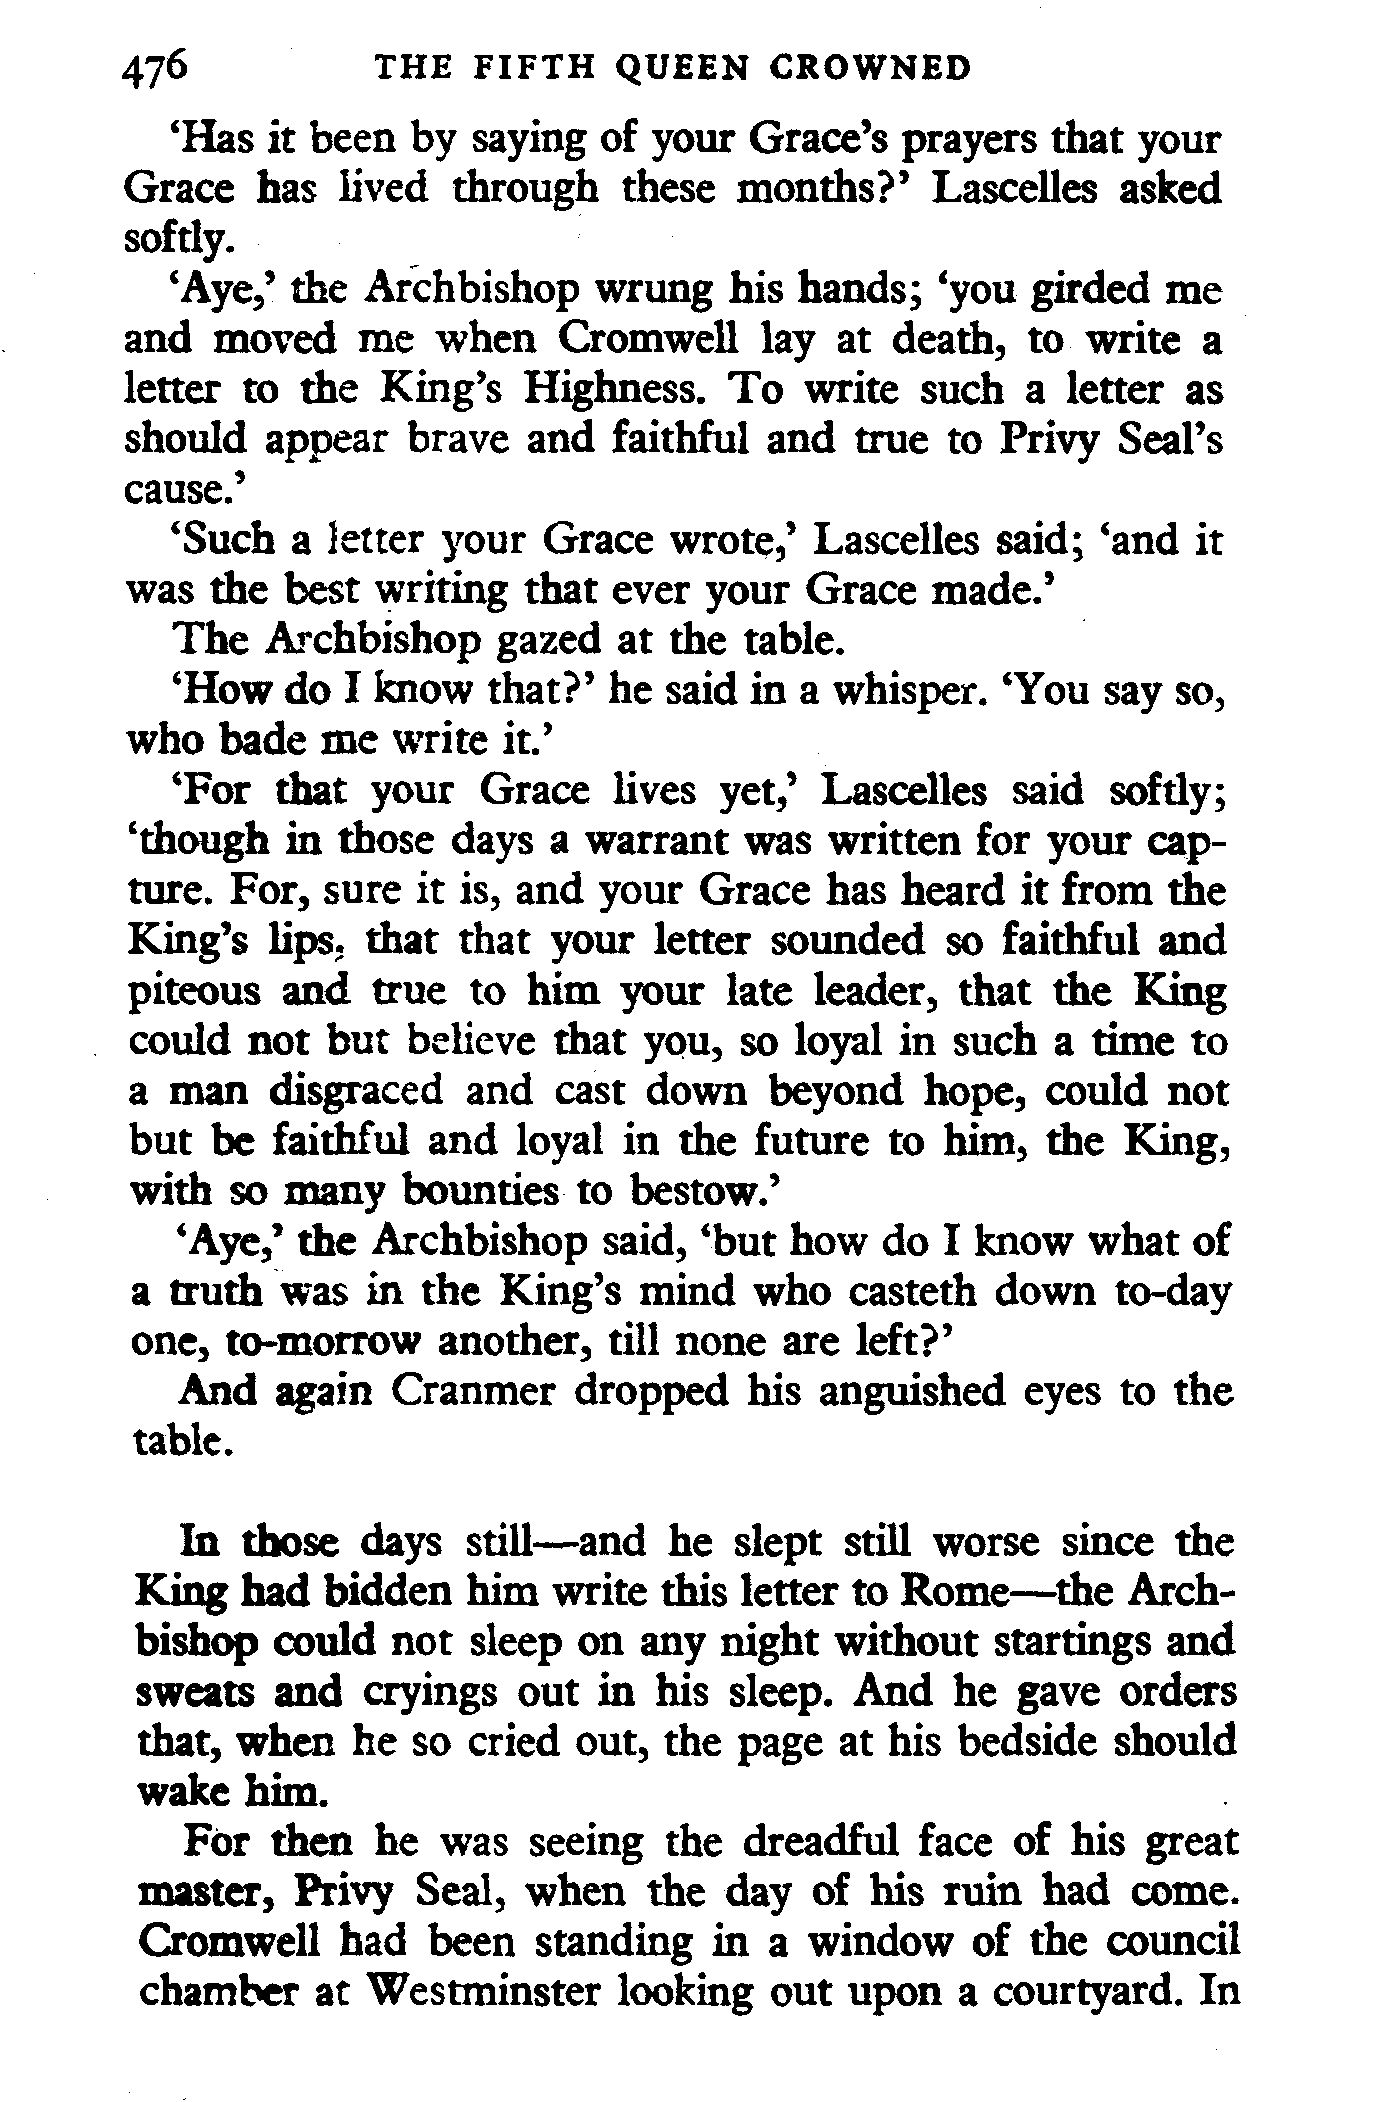 476 THE FIFTH QUEEN CROWNED
‘Has it been by saying of your Grace’s prayers that your
Grace has lived through these months?’ Lascelles asked
softly.
‘Aye,’ the Archbishop wrung his hands; ‘you girded me
and moved me when Cromwell lay at death, to write a
letter to the King’s Highness. To write such a letter as
should appear brave and faithful and true to Privy Seal’s
cause.’
‘Such a letter your Grace wrote,’ Lascelles said; ‘and it
was the best writing that ever your Grace made.’
The Archbishop gazed at the table.
‘How do I know that?’ he said in a whisper. ‘You say so,
who bade me write it.’
‘For that your Grace lives yet,’ Lascelles said softly;
‘though in those days a warrant was written for your cap-
ture. For, sure it is, and your Grace has heard it from the
King’s lips, that that your letter sounded so faithful and
piteous and true to him your late leader, that the King
could not but believe that you, so loyal in such a time to
a man disgraced and cast down beyond hope, could not
but be faithful and loyal in the future to him, the King,
with so many bounties to bestow.’
‘Aye,’ the Archbishop said, ‘but how do I know what of
a truth was in the King’s mind who casteth down to-day
one, to-morrow another, till none are left?’
And again Cranmer dropped his anguished eyes to the
table.
In those days still—and he slept still worse since the
King had bidden him write this letter to Rome—the Arch-
bishop could not sleep on any night without startings and
sweats and cryings out in his sleep. And he gave orders
that, when he so cried out, the page at his bedside should
wake him.
For then he was seeing the dreadful face of his great
master, Privy Seal, when the day of his ruin had come.
Cromwell had been standing in a window of the council
chamber at Westminster looking out upon a courtyard. In